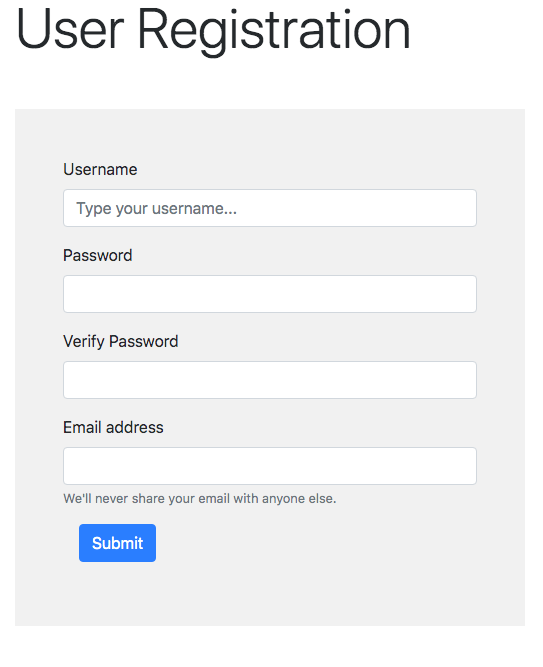 User Registration
Username
Type your username...
Password
Verify Password
Email address
We'll never share your email with anyone else.
Submit